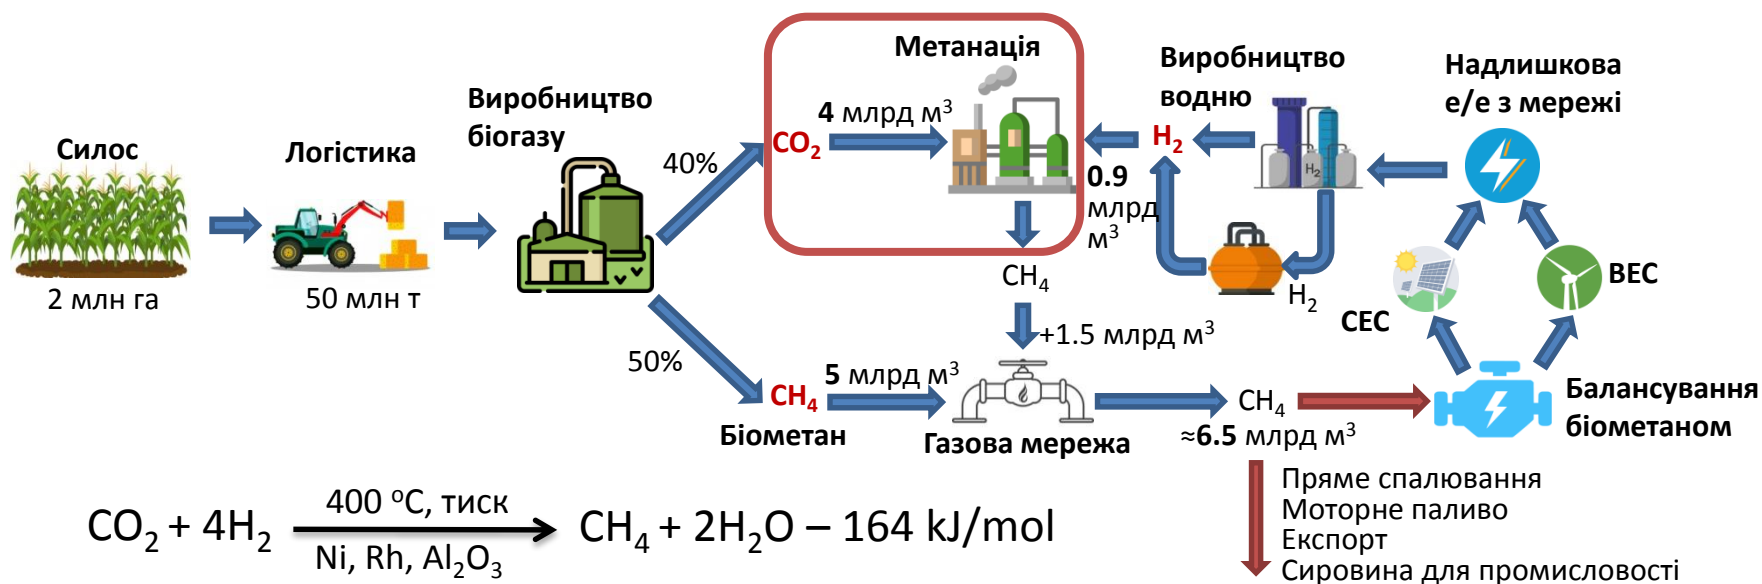 Силос
2 млн га
Логістика
50 млн т
Виробництво
біогазу
40%
50%
Метанація
CO₂
4 млрд м³
CH₄
+1.5 млрд м³
H₂
0.9
млрд
м³
Виробництво
водню
H₂
H₂
Надлишкова
е/е з мережі
СЕС
ВЕС
Балансування
біометаном
CH₄
Біометан
5 млрд м³
Газова мережа
CH₄
≈6.5 млрд м³
Пряме спалювання
Моторне паливо
Експорт
Сировина для промисловості
400 °C, тиск
CO₂ + 4H₂ → CH₄ + 2H₂O – 164 kJ/mol
Ni, Rh, Al₂O₃